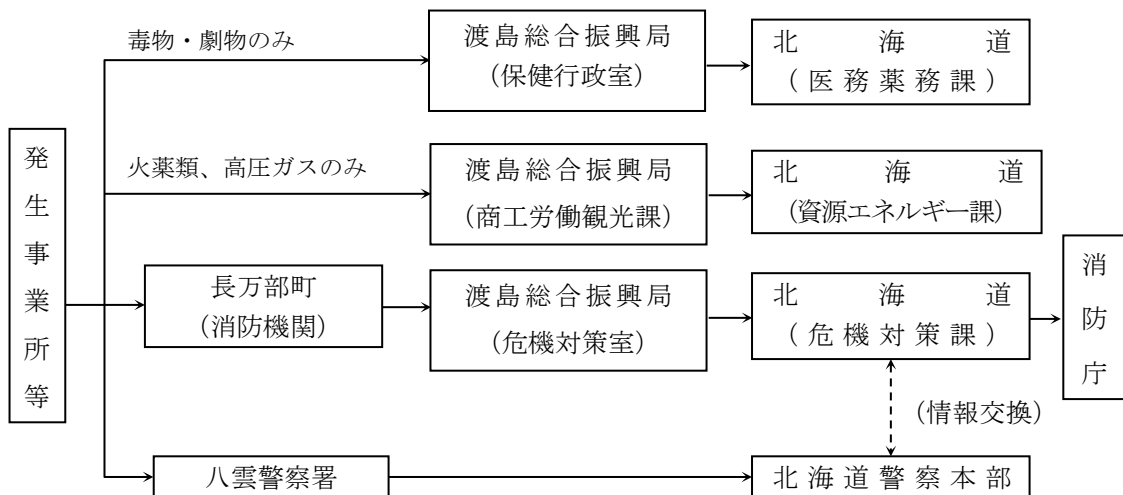 毒物・劇物のみ
渡島総合振興局
(保健行政室)
北海道
(医務薬務課)
発生事業所等
火薬類、高圧ガスのみ
渡島総合振興局
(商工労働観光課)
北海道
(資源エネルギー課)
長万部町
(消防機関)
渡島総合振興局
(危機対策室)
北海道
(危機対策課)
消防庁
(情報交換)
八雲警察署
北海道警察本部